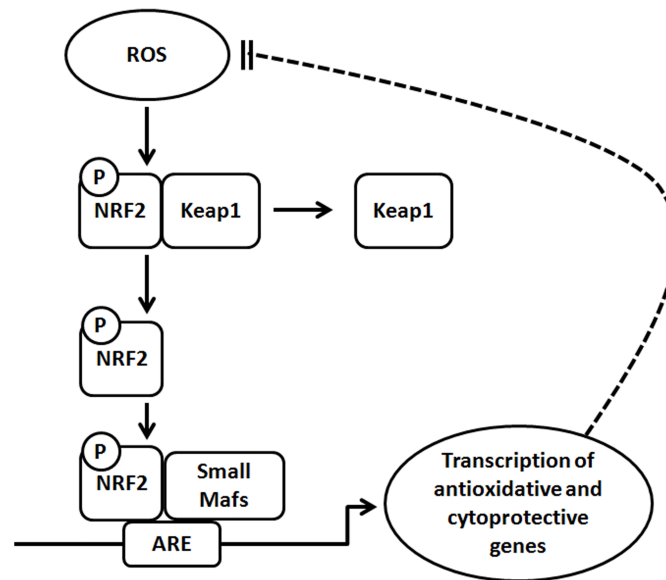 ROS
P
NRF2
Keap1
Keap1
P
NRF2
P
NRF2
Small
Mafs
ARE
Transcription of
antioxidative and
cytoprotective
genes